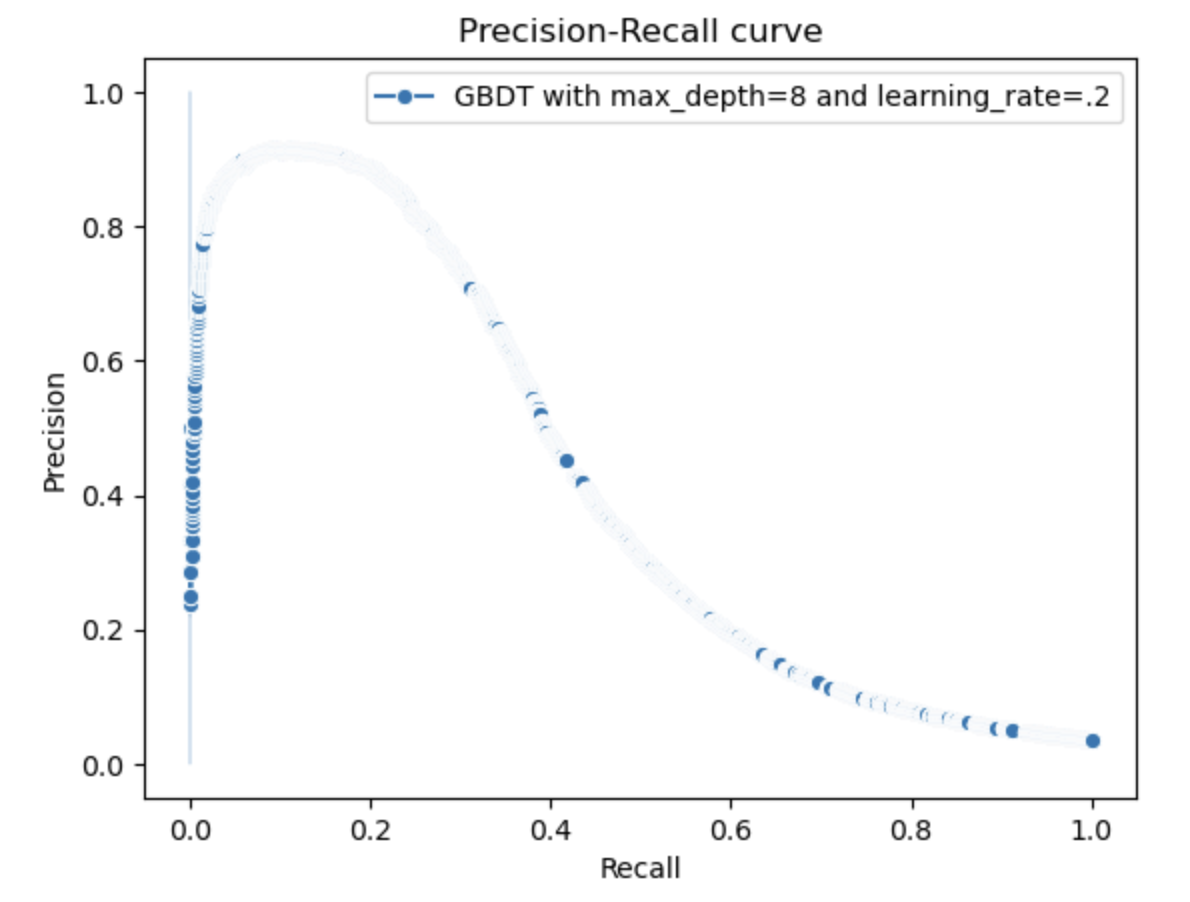 Precision-Recall curve
GBDT with max_depth=8 and learning_rate=.2
1.0
0.8
0.6
0.4
0.2
0.0
Precision
0.0 0.2 0.4 0.6 0.8 1.0
Recall